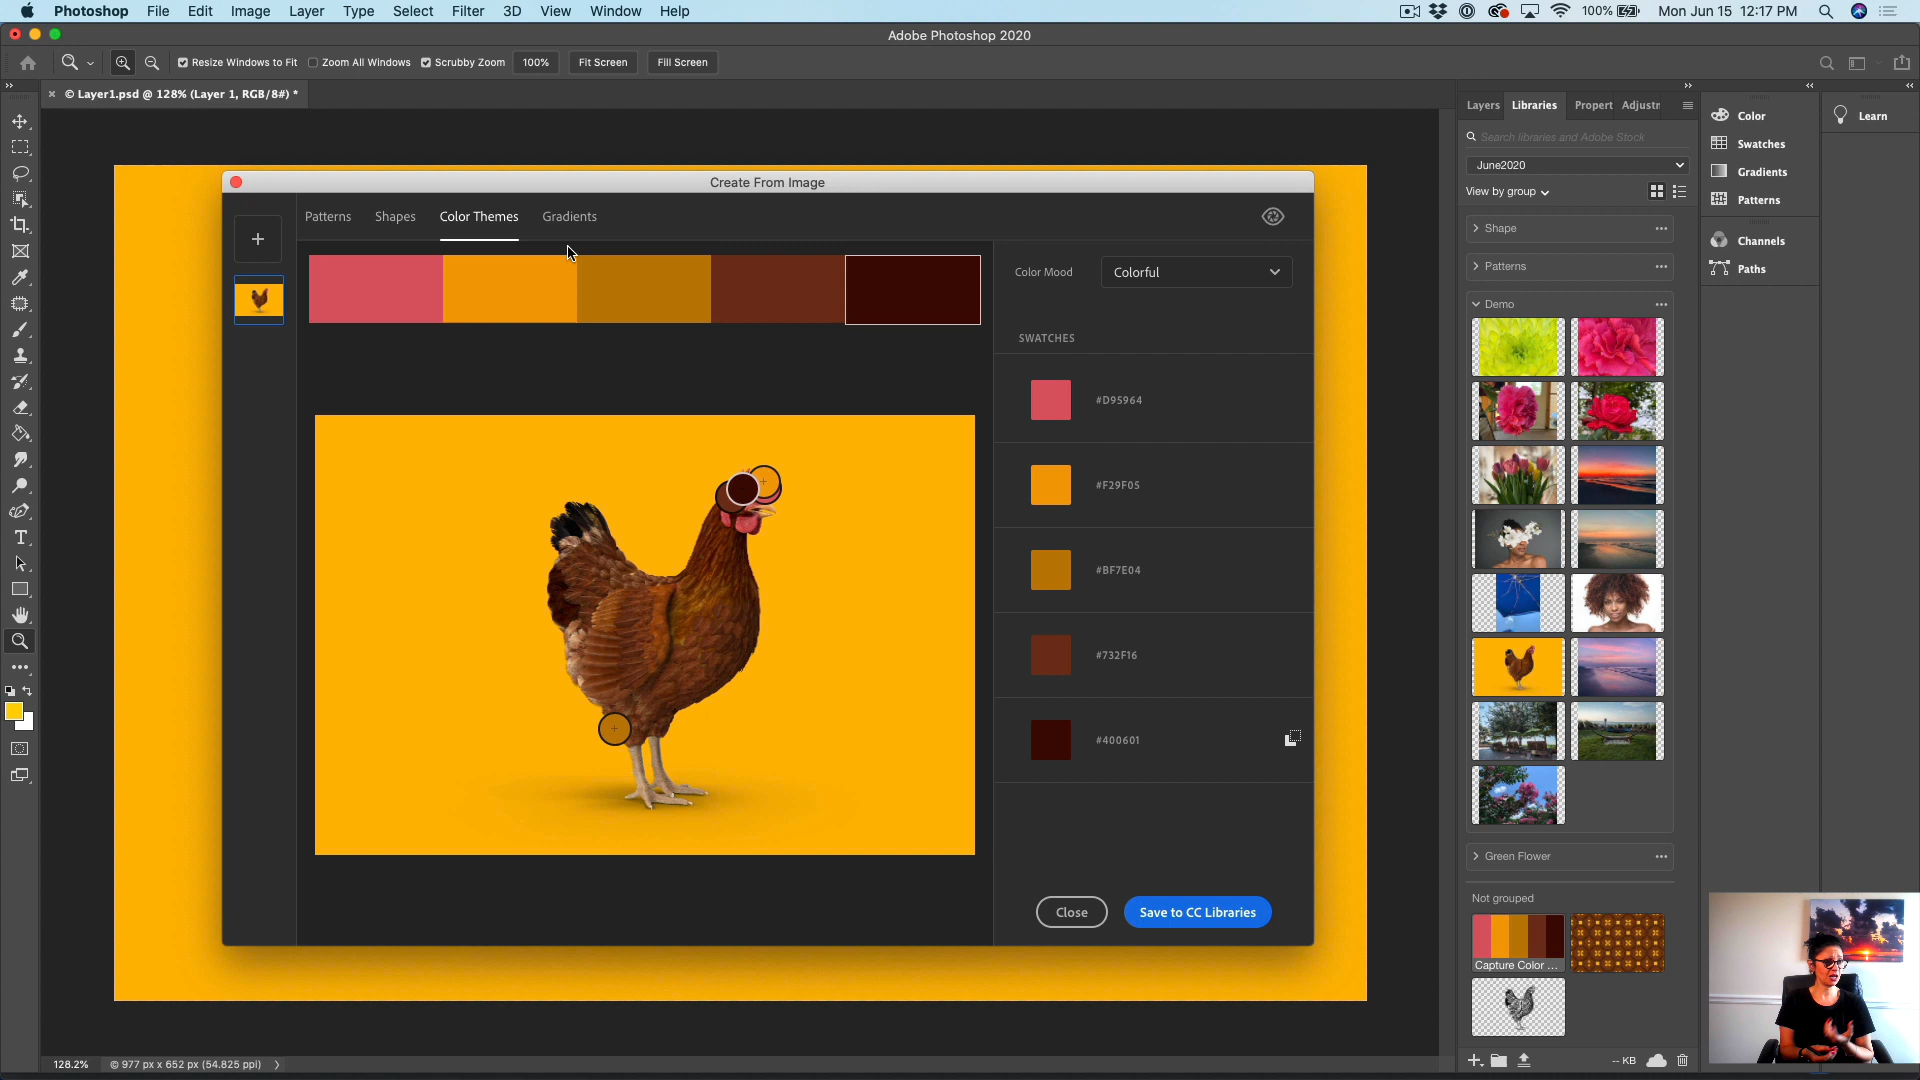 Photoshop File Edit Image Layer Type Select Filter 3D View Window Help 100% Mon Jun 15 12:17 PM
Adobe Photoshop 2020
Resize Windows to Fit Zoom All Windows Scrubby Zoom 100% Fit Screen Fill Screen
© Layer1.psd @ 128% (Layer 1, RGB/8#) *
Create From Image
Patterns Shapes Color Themes Gradients
Color Mood Colorful
SWATCHES
#D95964
#F29F05
#BF7E04
#732F16
#400601
Close Save to CC Libraries
128.2% © 977 px x 652 px (54.825 ppi)
Layers Libraries Propert Adjustr
Search libraries and Adobe Stock
June2020
View by group
Shape
Patterns
Demo
Green Flower
Not grouped
Capture Color ...
-- KB
Color
Swatches
Gradients
Patterns
Channels
Paths
Learn